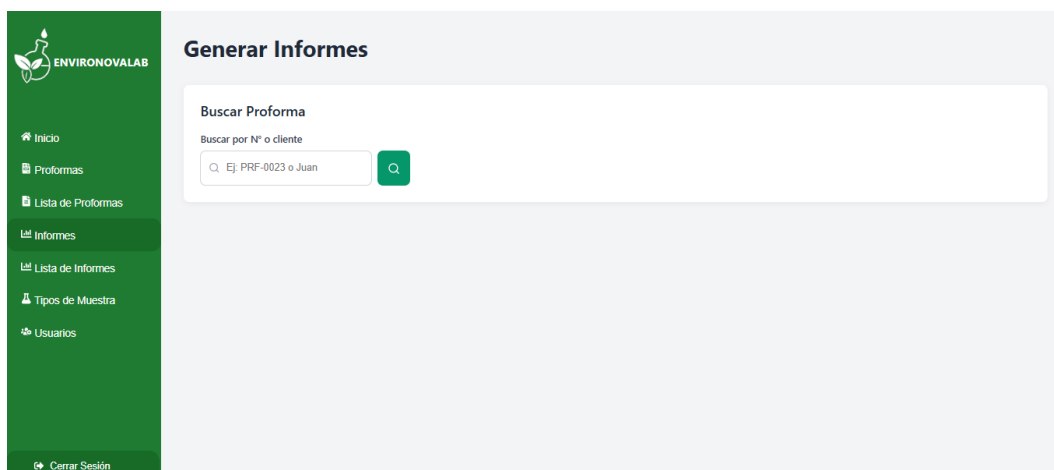 ENVIRONOVALAB
Inicio
Proformas
Lista de Proformas
Informes
Lista de Informes
Tipos de Muestra
Usuarios
Cerrar Sesión
Generar Informes
Buscar Proforma
Buscar por Nº o cliente
Ej: PRF-0023 o Juan